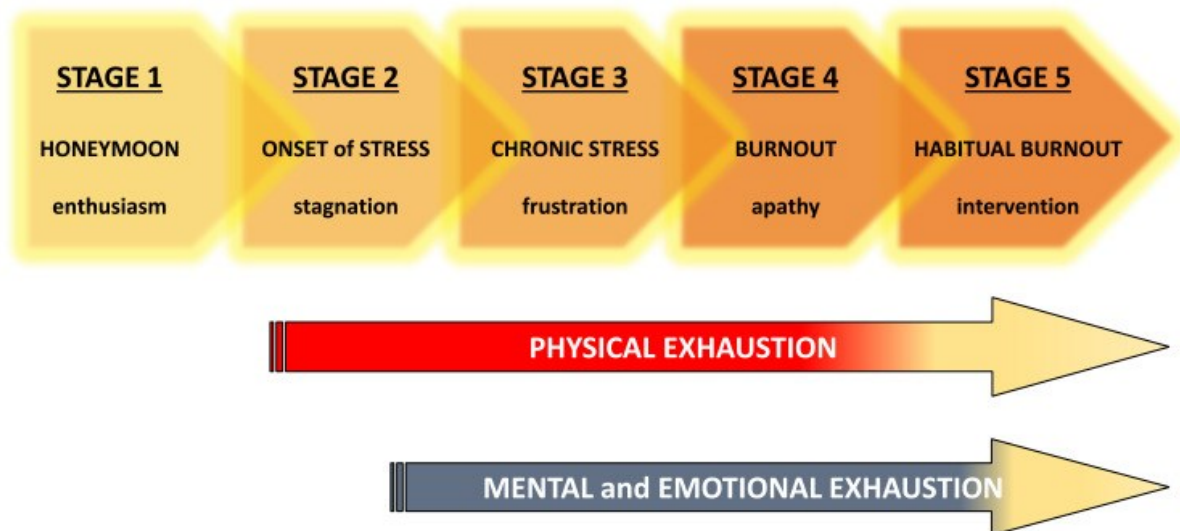 STAGE 1
HONEYMOON
enthusiasm
STAGE 2
ONSET of STRESS
stagnation
STAGE 3
CHRONIC STRESS
frustration
STAGE 4
BURNOUT
apathy
STAGE 5
HABITUAL BURNOUT
intervention
PHYSICAL EXHAUSTION
MENTAL and EMOTIONAL EXHAUSTION